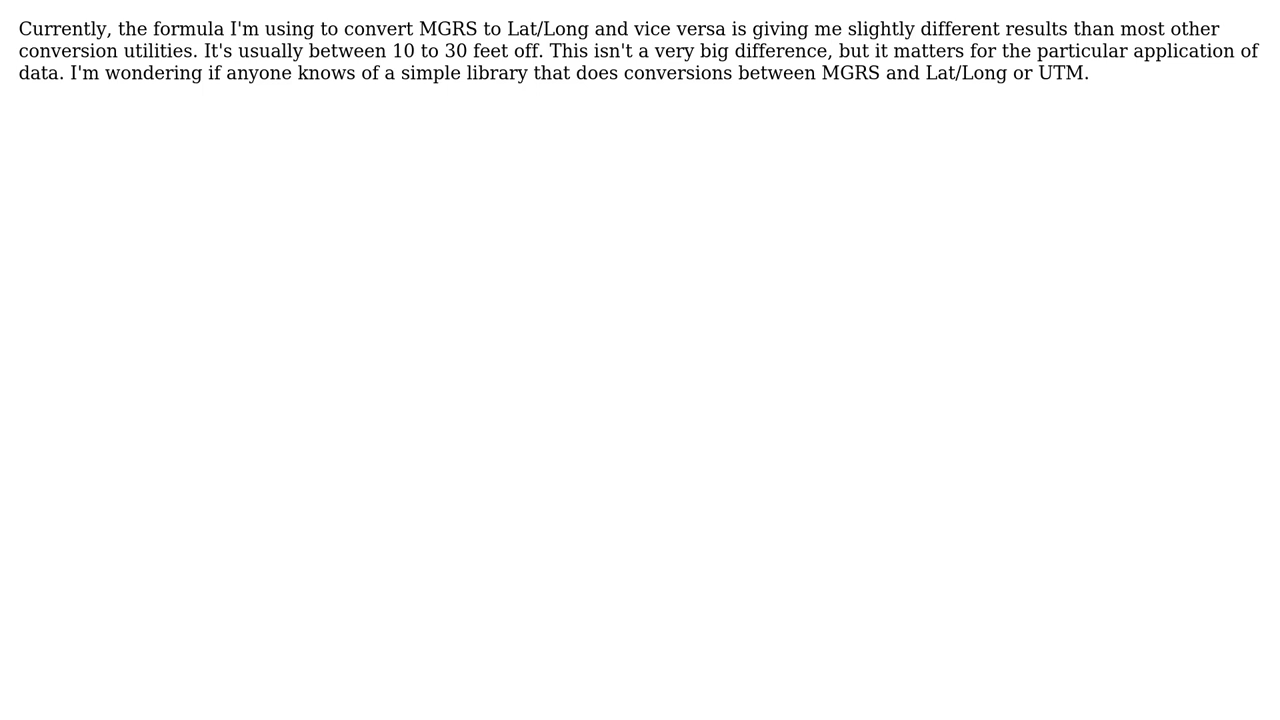 Currently, the formula I'm using to convert MGRS to Lat/Long and vice versa is giving me slightly different results than most other
conversion utilities. It's usually between 10 to 30 feet off. This isn't a very big difference, but it matters for the particular application of
data. I'm wondering if anyone knows of a simple library that does conversions between MGRS and Lat/Long or UTM.